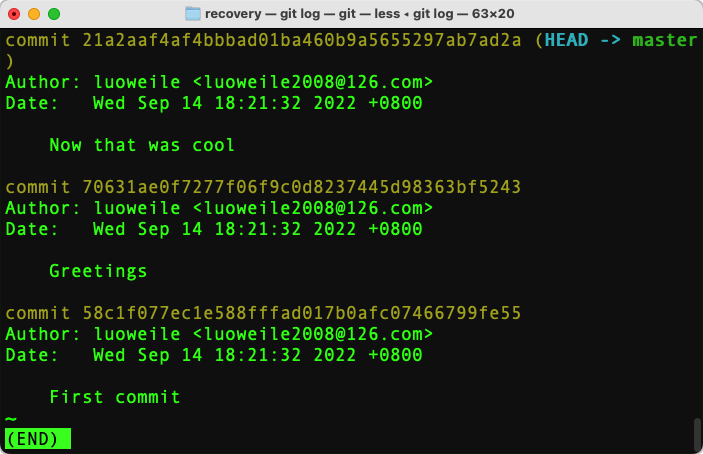 recovery — git log — git — less ◂ git log — 63×20
commit 21a2aaf4af4bbbad01ba460b9a5655297ab7ad2a (HEAD -> master
)
Author: luoweile <luoweile2008@126.com>
Date:   Wed Sep 14 18:21:32 2022 +0800
    Now that was cool
commit 70631ae0f7277f06f9c0d8237445d98363bf5243
Author: luoweile <luoweile2008@126.com>
Date:   Wed Sep 14 18:21:32 2022 +0800
    Greetings
commit 58c1f077ec1e588fffad017b0afc07466799fe55
Author: luoweile <luoweile2008@126.com>
Date:   Wed Sep 14 18:21:32 2022 +0800
    First commit
~
(END)